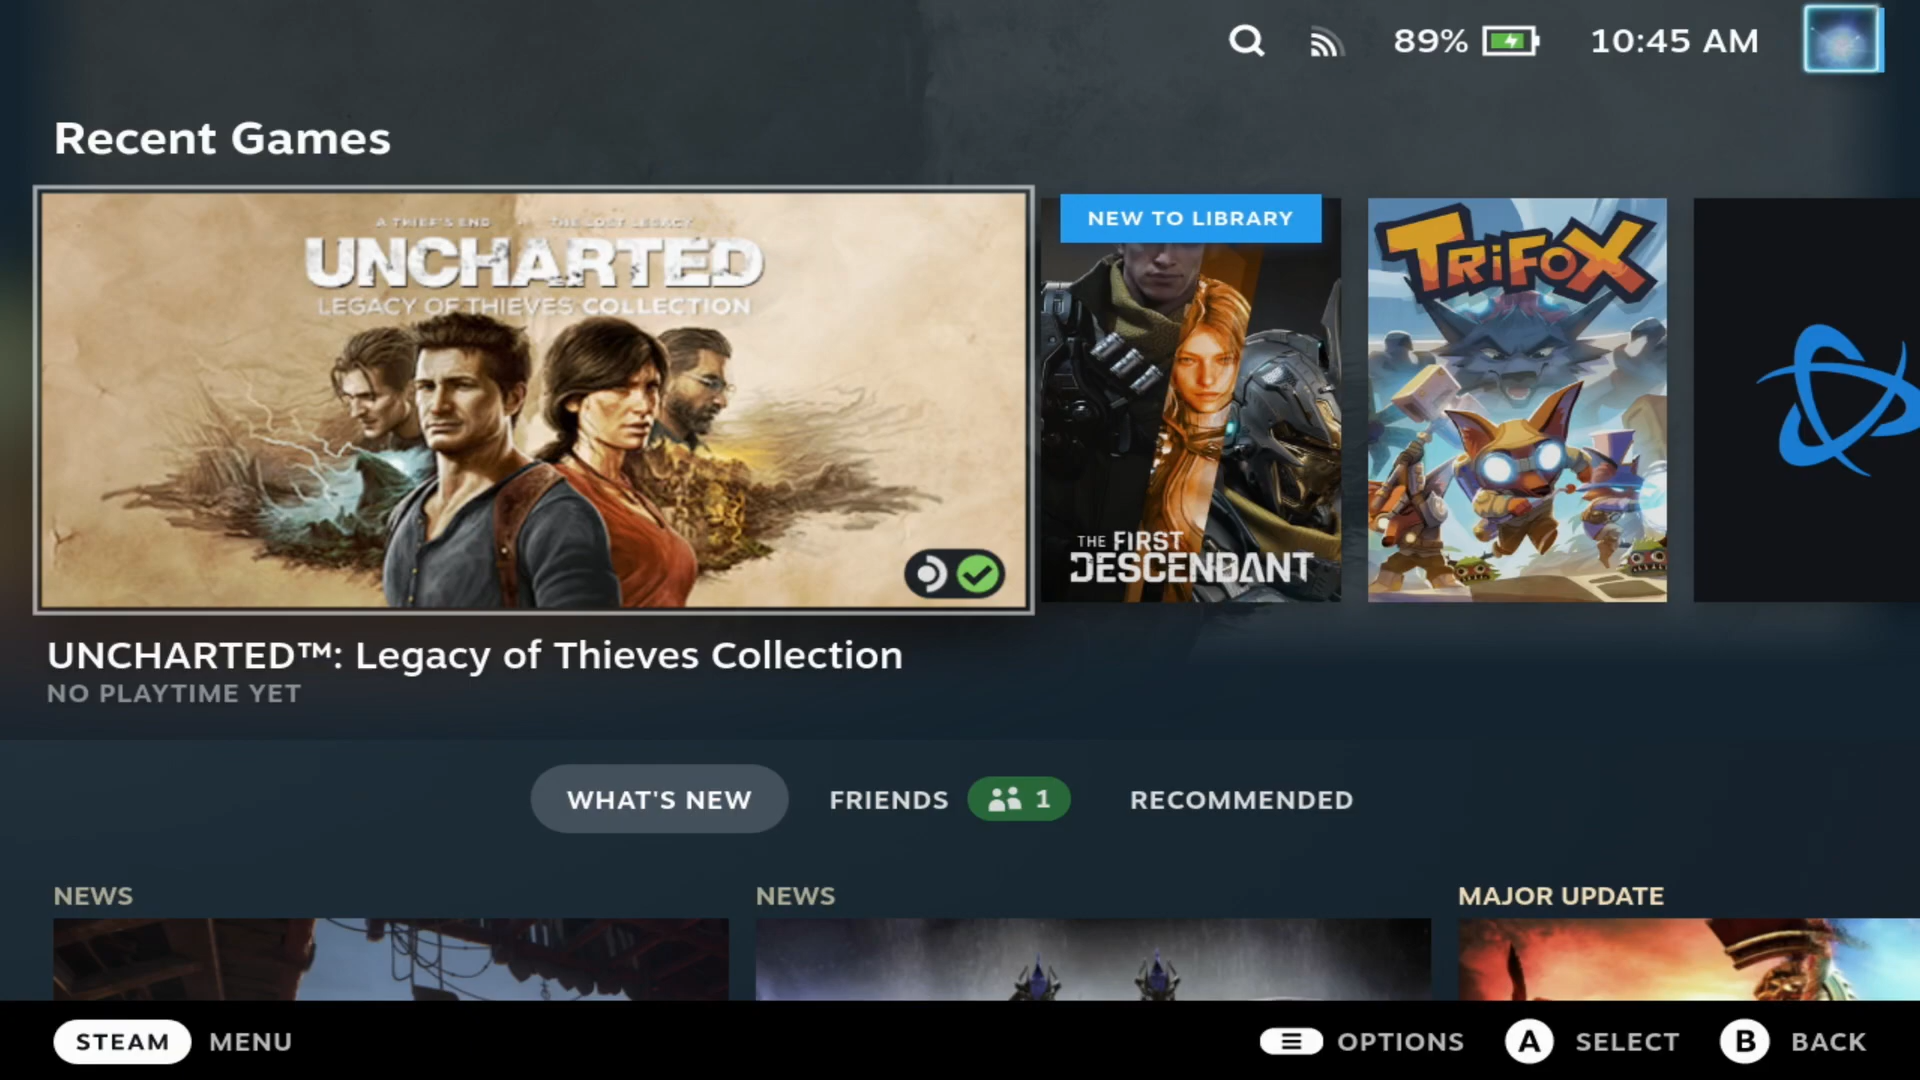 89%
10:45 AM
Recent Games
A THIEF'S END
THE LOST LEGACY
UNCHARTED
LEGACY OF THIEVES COLLECTION
NEW TO LIBRARY
THE FIRST
DESCENDANT
TRIFOX
UNCHARTED™: Legacy of Thieves Collection
NO PLAYTIME YET
WHAT'S NEW
FRIENDS
1
RECOMMENDED
NEWS
NEWS
MAJOR UPDATE
STEAM
MENU
OPTIONS
A
SELECT
B
BACK